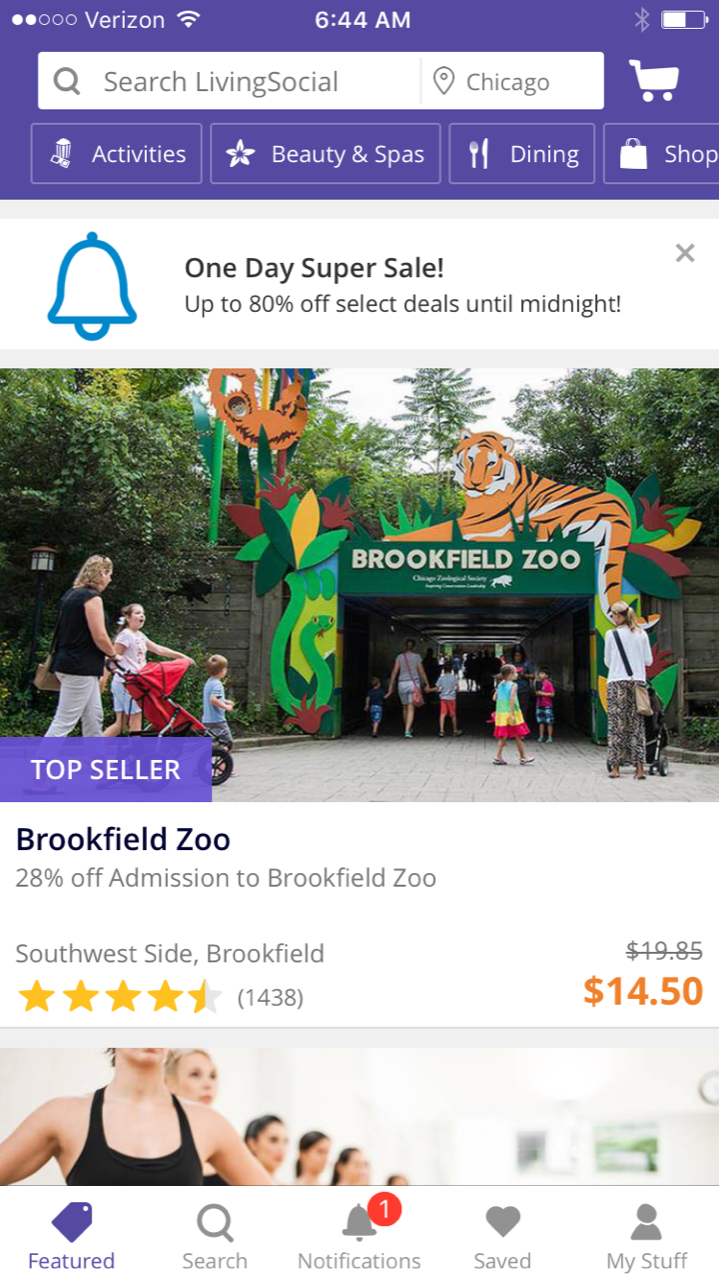 Verizon 6:44 AM
Search LivingSocial Chicago
Activities Beauty & Spas Dining Shop
One Day Super Sale!
Up to 80% off select deals until midnight!
BROOKFIELD ZOO
Chicago Zoological Society
Inspiring Conservation Leadership
TOP SELLER
Brookfield Zoo
28% off Admission to Brookfield Zoo
Southwest Side, Brookfield $19.85
(1438) $14.50
1
Featured Search Notifications Saved My Stuff